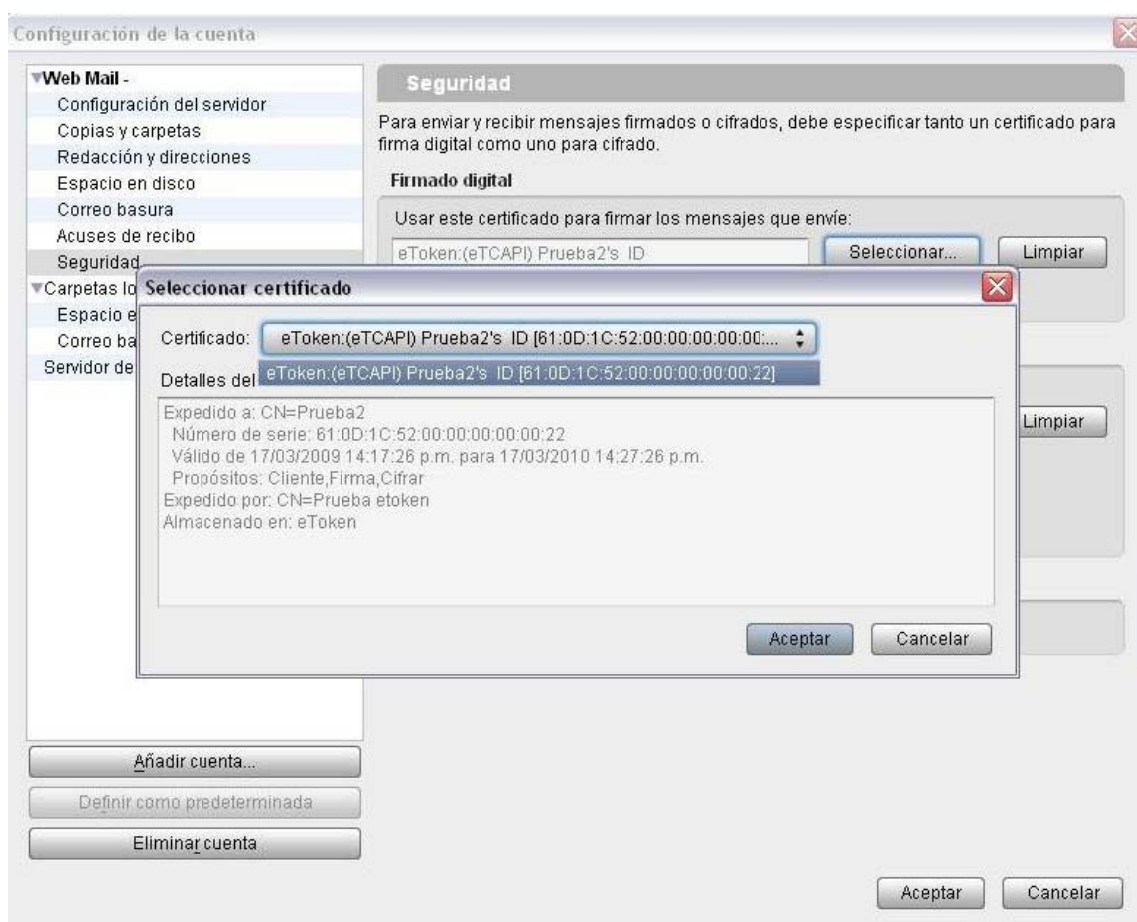 Configuración de la cuenta
Web Mail -
Configuración del servidor
Copias y carpetas
Redacción y direcciones
Espacio en disco
Correo basura
Acuses de recibo
Seguridad
Carpetas lo
Espacio e
Correo ba
Servidor de
Añadir cuenta...
Definir como predeterminada
Eliminar cuenta
Seguridad
Para enviar y recibir mensajes firmados o cifrados, debe especificar tanto un certificado para
firma digital como uno para cifrado.
Firmado digital
Usar este certificado para firmar los mensajes que envíe:
eToken:(eTCAPI) Prueba2's ID
Seleccionar...
Limpiar
Limpiar
Seleccionar certificado
Certificado:
eToken:(eTCAPI) Prueba2's ID [61:0D:1C:52:00:00:00:00:00:...
eToken:(eTCAPI) Prueba2's ID [61:0D:1C:52:00:00:00:00:00:22]
Detalles del
Expedido a: CN=Prueba2
Número de serie: 61:0D:1C:52:00:00:00:00:00:22
Válido de 17/03/2009 14:17:26 p.m. para 17/03/2010 14:27:26 p.m.
Propósitos: Cliente,Firma,Cifrar
Expedido por: CN=Prueba etoken
Almacenado en: eToken
Aceptar
Cancelar
Aceptar
Cancelar